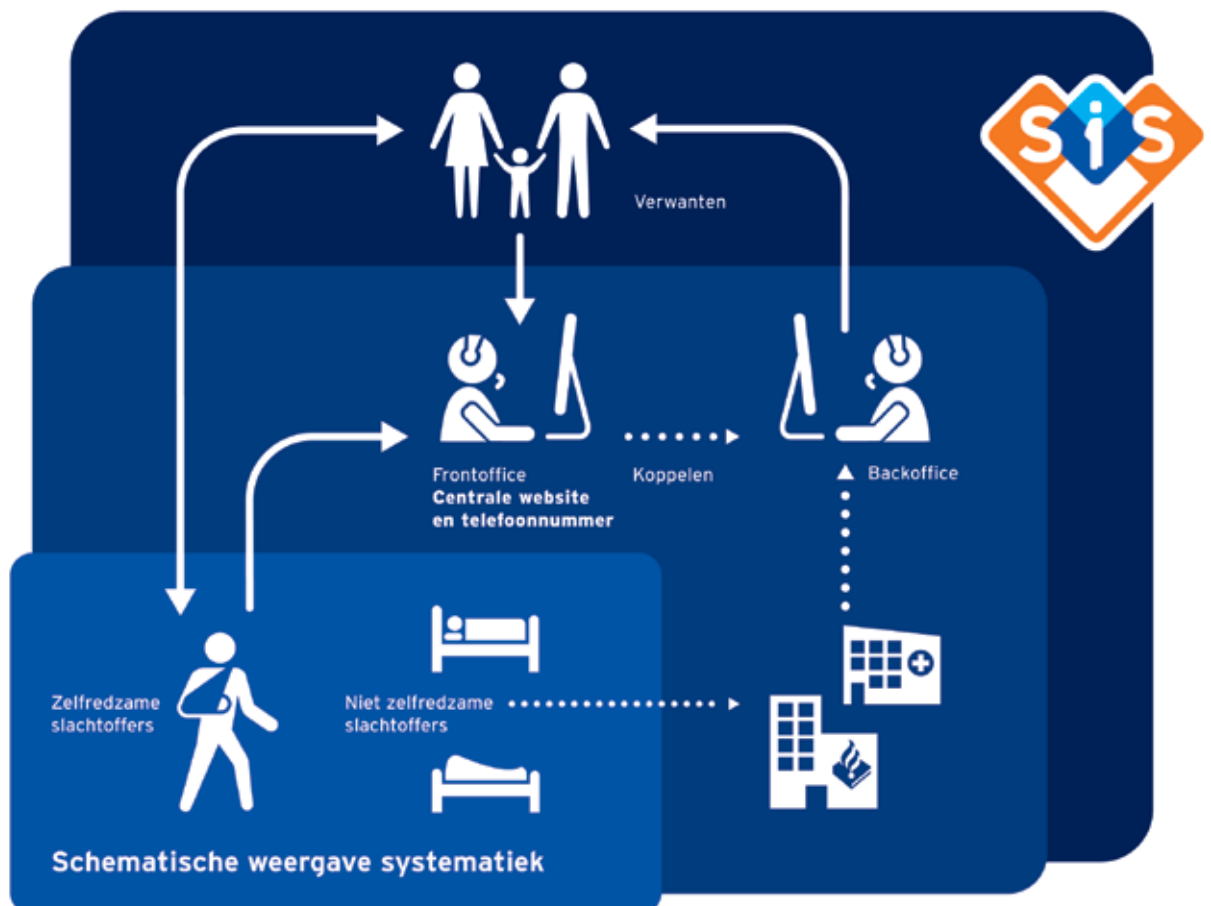 SiS
Verwanten
Frontoffice
Centrale website
en telefoonnummer
Koppelen
Backoffice
Zelfredzame
slachtoffers
Niet zelfredzame
slachtoffers
Schematische weergave systematiek